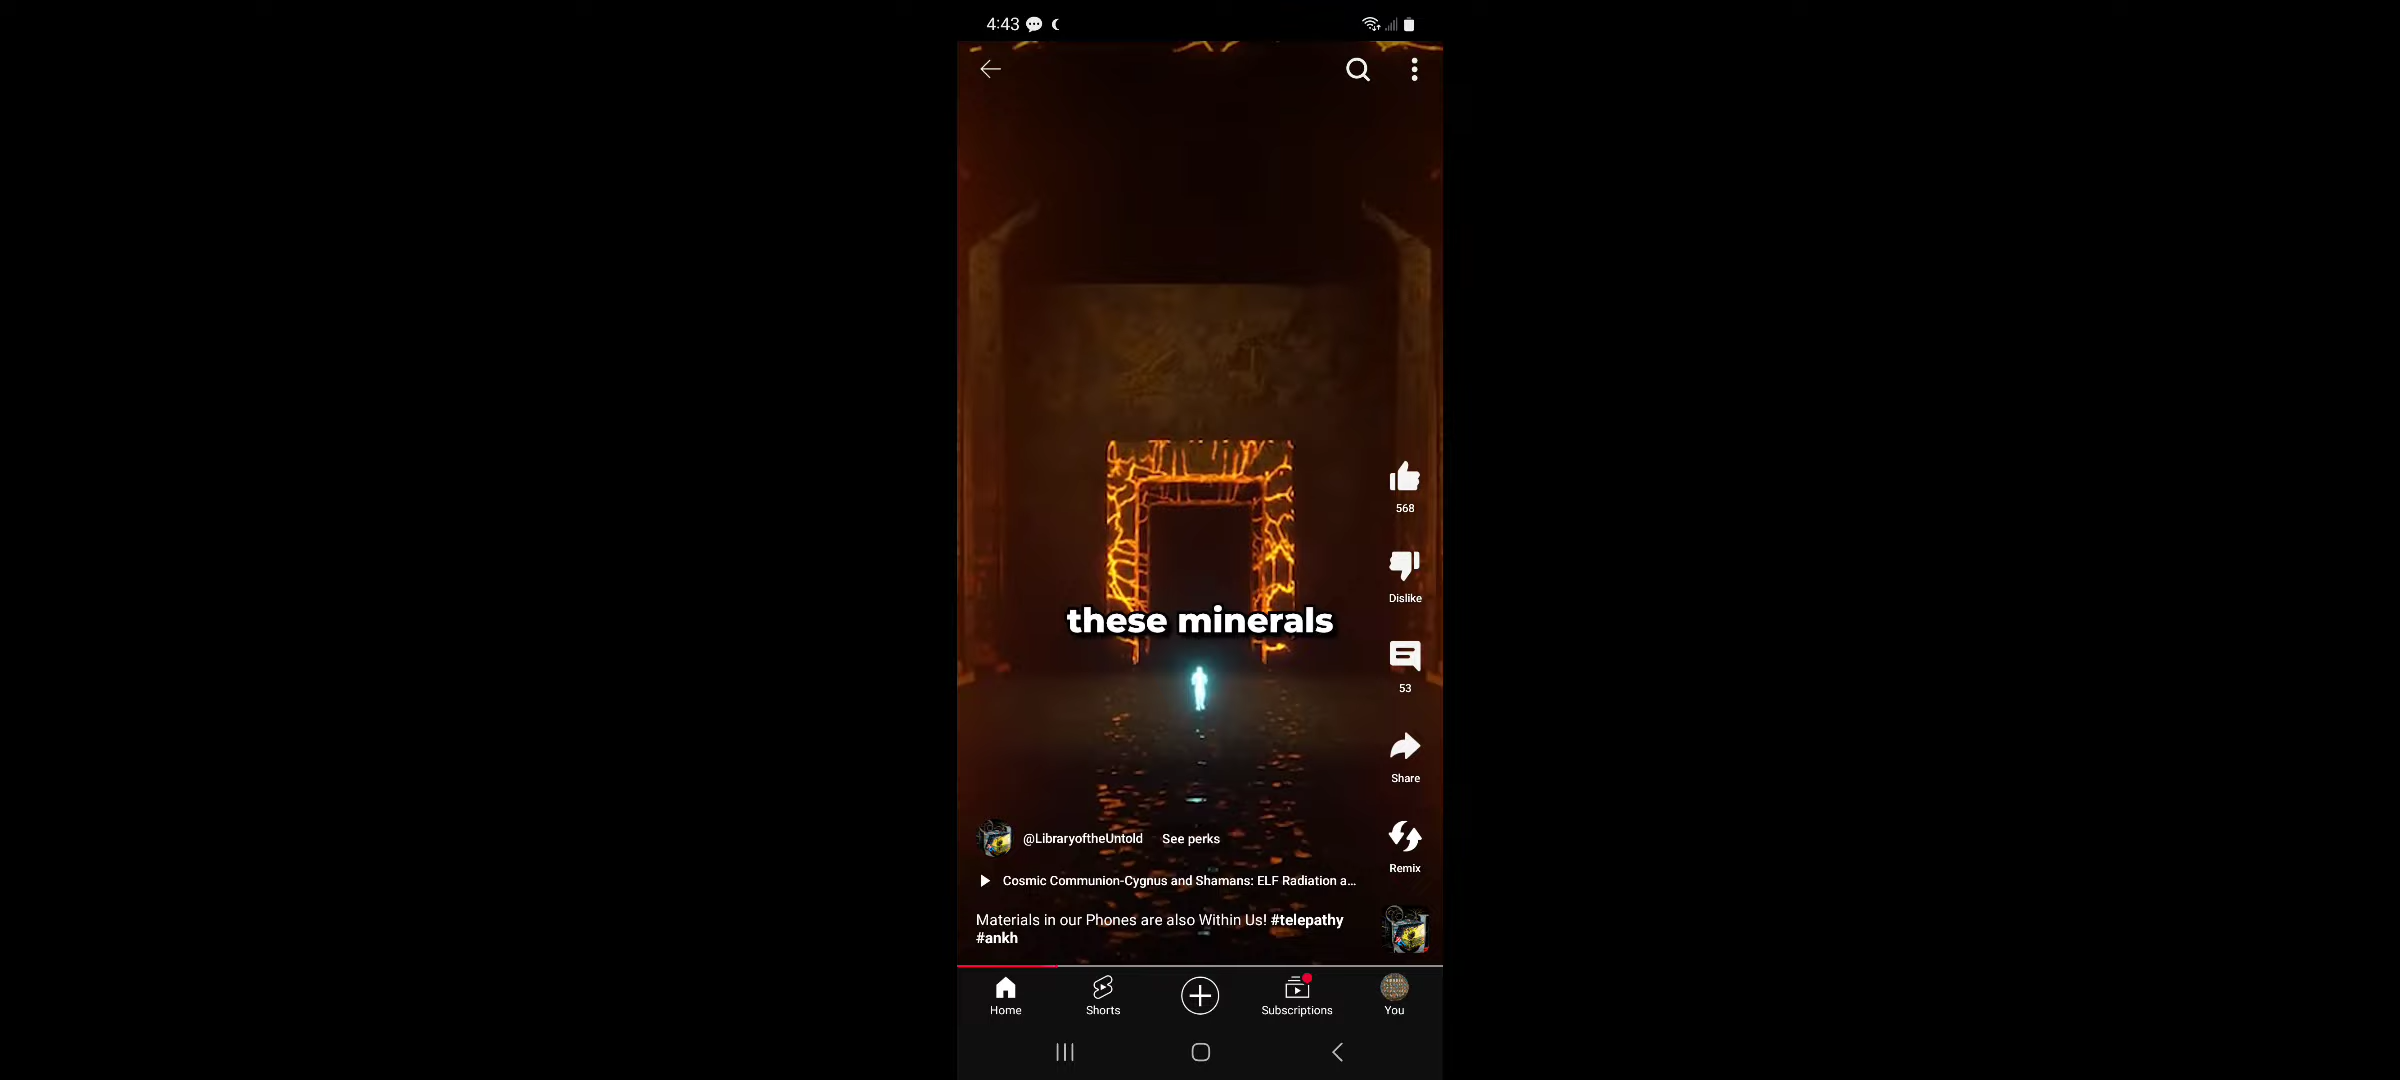 4:43
these minerals
568
Dislike
53
Share
@LibraryoftheUntold See perks
Remix
Cosmic Communion-Cygnus and Shamans: ELF Radiation a...
Materials in our Phones are also Within Us! #telepathy
#ankh
Home Shorts Subscriptions You